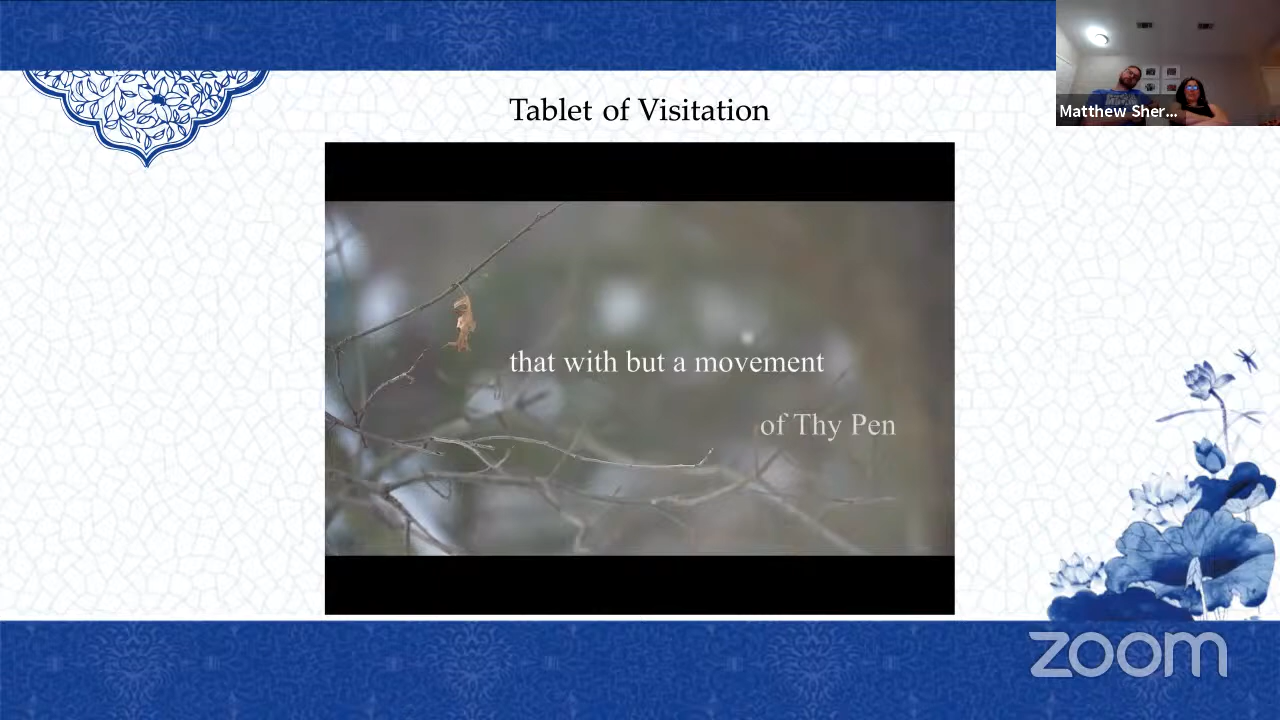 Tablet of Visitation
Matthew Sher...
that with but a movement
of Thy Pen
zoom